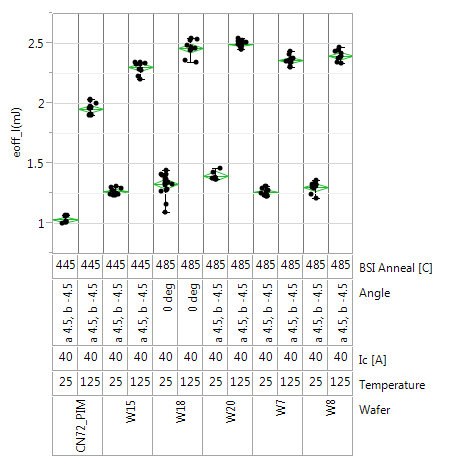 2.5
2
1.5
1
eoff_I(mJ)
445 445 445 445 485 485 485 485 485 485 485 485 BSI Anneal [C]
a 4.5, b -4.5 a 4.5, b -4.5 a 4.5, b -4.5 a 4.5, b -4.5 0 deg 0 deg a 4.5, b -4.5 a 4.5, b -4.5 a 4.5, b -4.5 a 4.5, b -4.5 a 4.5, b -4.5 a 4.5, b -4.5 Angle
40 40 40 40 40 40 40 40 40 40 40 40 Ic [A]
25 125 25 125 25 125 25 125 25 125 25 125 Temperature
CN72_PIM W15 W18 W20 W7 W8 Wafer